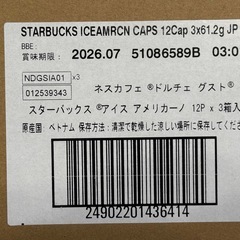 STARBUCKS ICEAMRCN CAPS 12Cap 3x61.2g JP
BBE :
賞味期限 : 2026.07 51086589B 03:0
NDGSIA01 x3
012539343
ネスカフェ ®ドルチェ グスト®
スターバックス®アイス アメリカーノ 12P x 3箱入
原産国 : ベトナム 保存方法 : 清潔で乾燥した涼しい場所に保存して
24902201436414